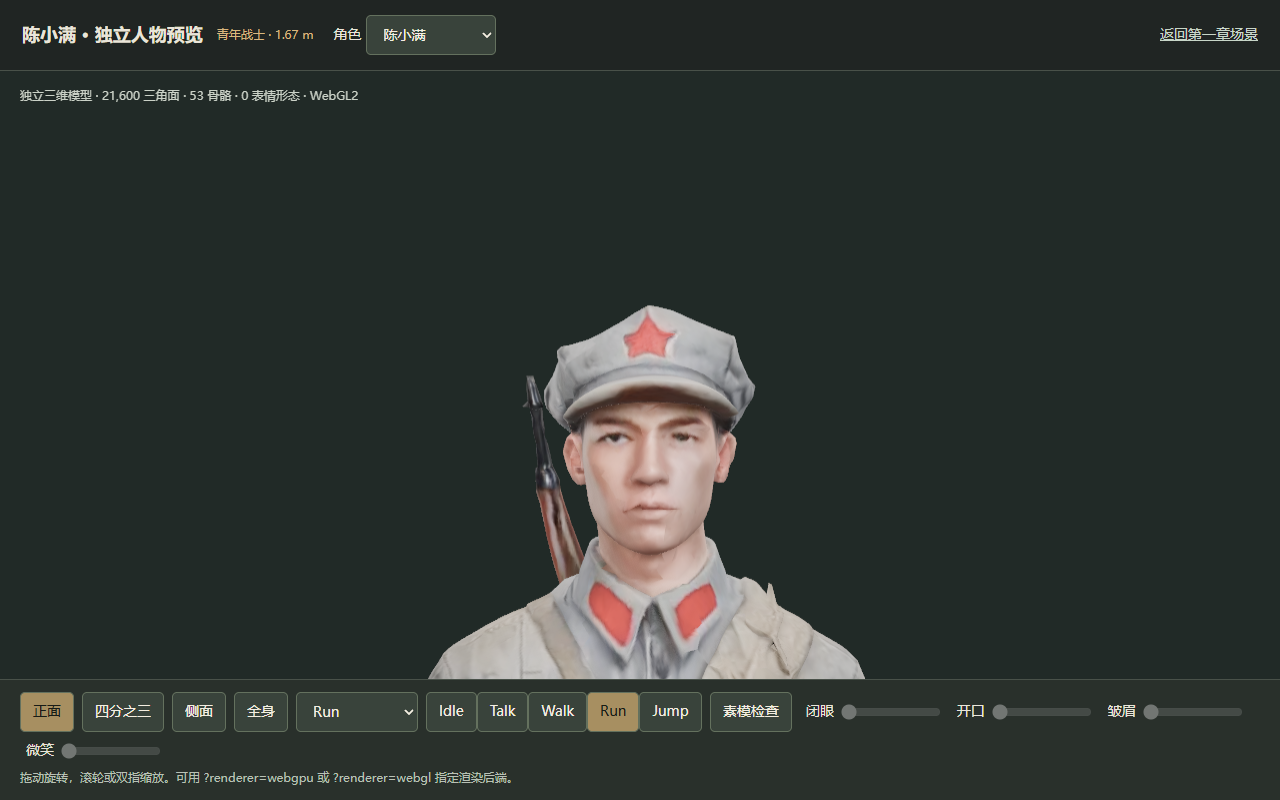 陈小满 • 独立人物预览 青年战士 · 1.67 m 角色 陈小满 返回第一章场景
独立三维模型 · 21,600 三角面 · 53 骨骼 · 0 表情形态 · WebGL2
正面 四分之三 侧面 全身 Run Idle Talk Walk Run Jump 素模检查 闭眼 开口 皱眉
微笑
拖动旋转，滚轮或双指缩放。可用 ?renderer=webgpu 或 ?renderer=webgl 指定渲染后端。